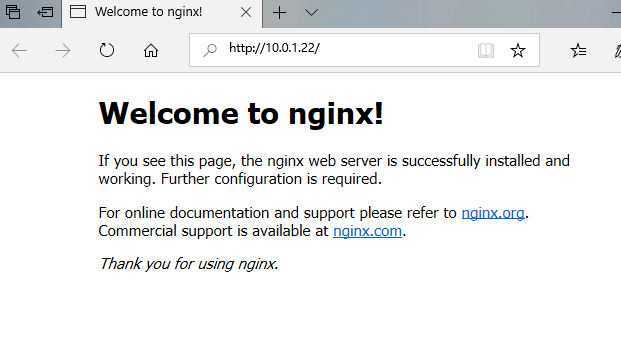 Welcome to nginx!
http://10.0.1.22/
Welcome to nginx!
If you see this page, the nginx web server is successfully installed and
working. Further configuration is required.
For online documentation and support please refer to nginx.org.
Commercial support is available at nginx.com.
Thank you for using nginx.